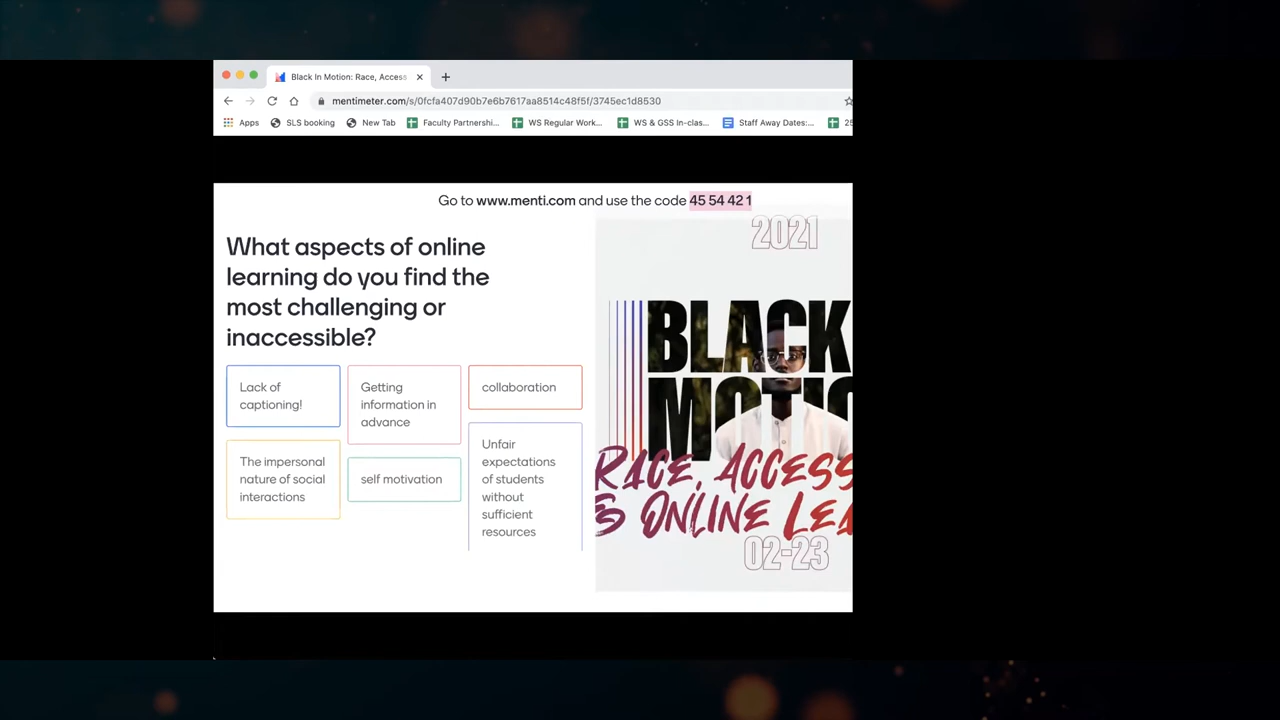 Black In Motion: Race, Access
mentimeter.com/s/0fcfa407d90b7e6b7617aa8514c48f5f/3745ec1d8530
Apps SLS booking New Tab Faculty Partnershi... WS Regular Work... WS & GSS In-clas... Staff Away Dates:... 25
Go to www.menti.com and use the code 45 54 42 1
What aspects of online
learning do you find the
most challenging or
inaccessible?
Lack of
captioning!
The impersonal
nature of social
interactions
Getting
information in
advance
self motivation
collaboration
Unfair
expectations
of students
without
sufficient
resources
2021
BLACK
MOTIO
RACE, ACCESS
& ONLINE LEA
02-23